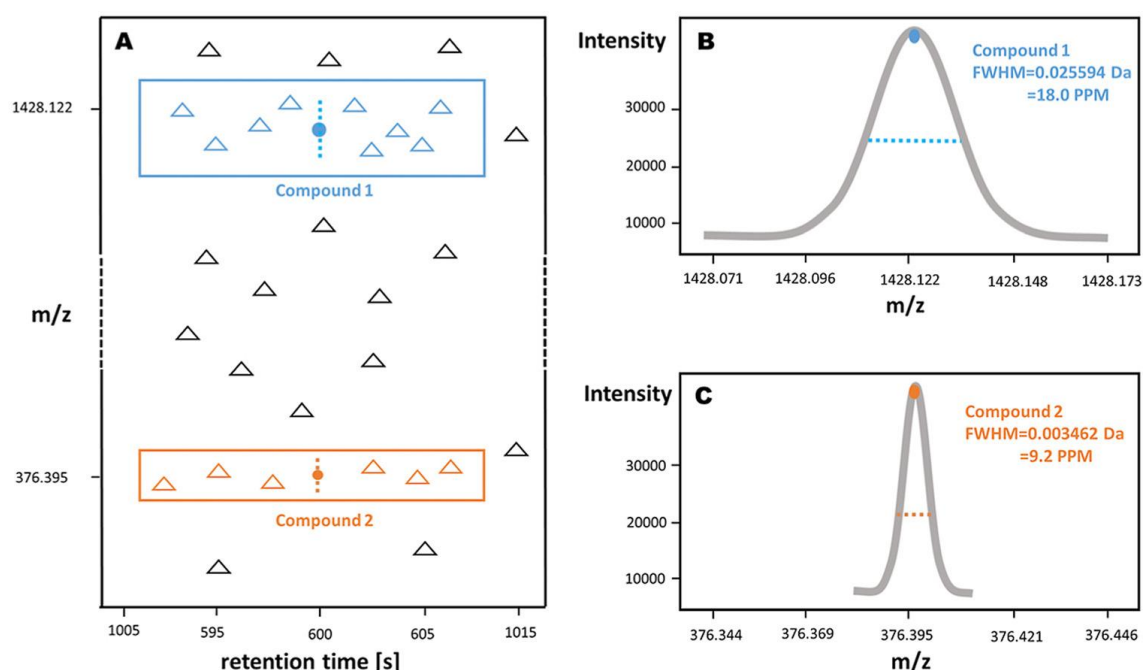 A
1428.122
Compound 1
m/z
376.395
Compound 2
1005
595
600
605
1015
retention time [s]
Intensity
B
Compound 1
FWHM=0.025594 Da
=18.0 PPM
30000
20000
10000
1428.071
1428.096
1428.122
1428.148
1428.173
m/z
Intensity
C
Compound 2
FWHM=0.003462 Da
=9.2 PPM
30000
20000
10000
376.344
376.369
376.395
376.421
376.446
m/z